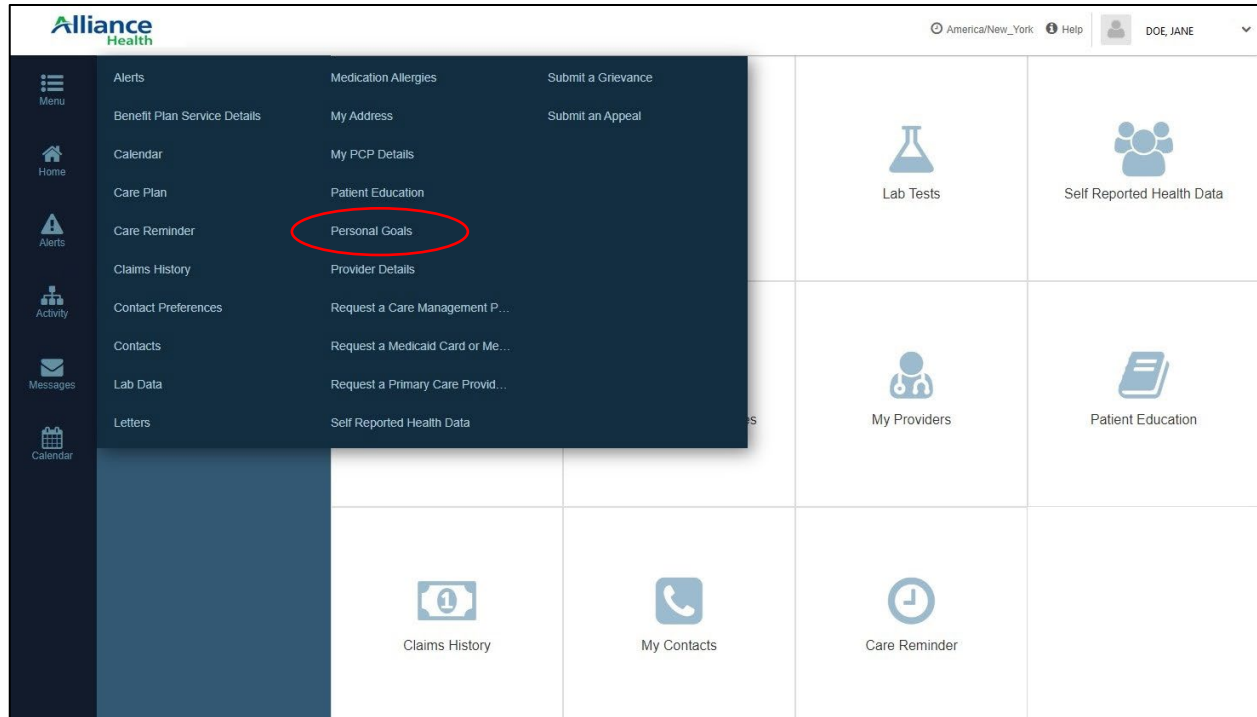 Alliance
Health
America/New_York Help DOE, JANE
Menu
Home
Alerts
Activity
Messages
Calendar
Alerts
Benefit Plan Service Details
Calendar
Care Plan
Care Reminder
Claims History
Contact Preferences
Contacts
Lab Data
Letters
Medication Allergies
My Address
My PCP Details
Patient Education
Personal Goals
Provider Details
Request a Care Management P...
Request a Medicaid Card or Me...
Request a Primary Care Provid...
Self Reported Health Data
Submit a Grievance
Submit an Appeal
Lab Tests
Self Reported Health Data
My Providers
Patient Education
1
Claims History
My Contacts
Care Reminder